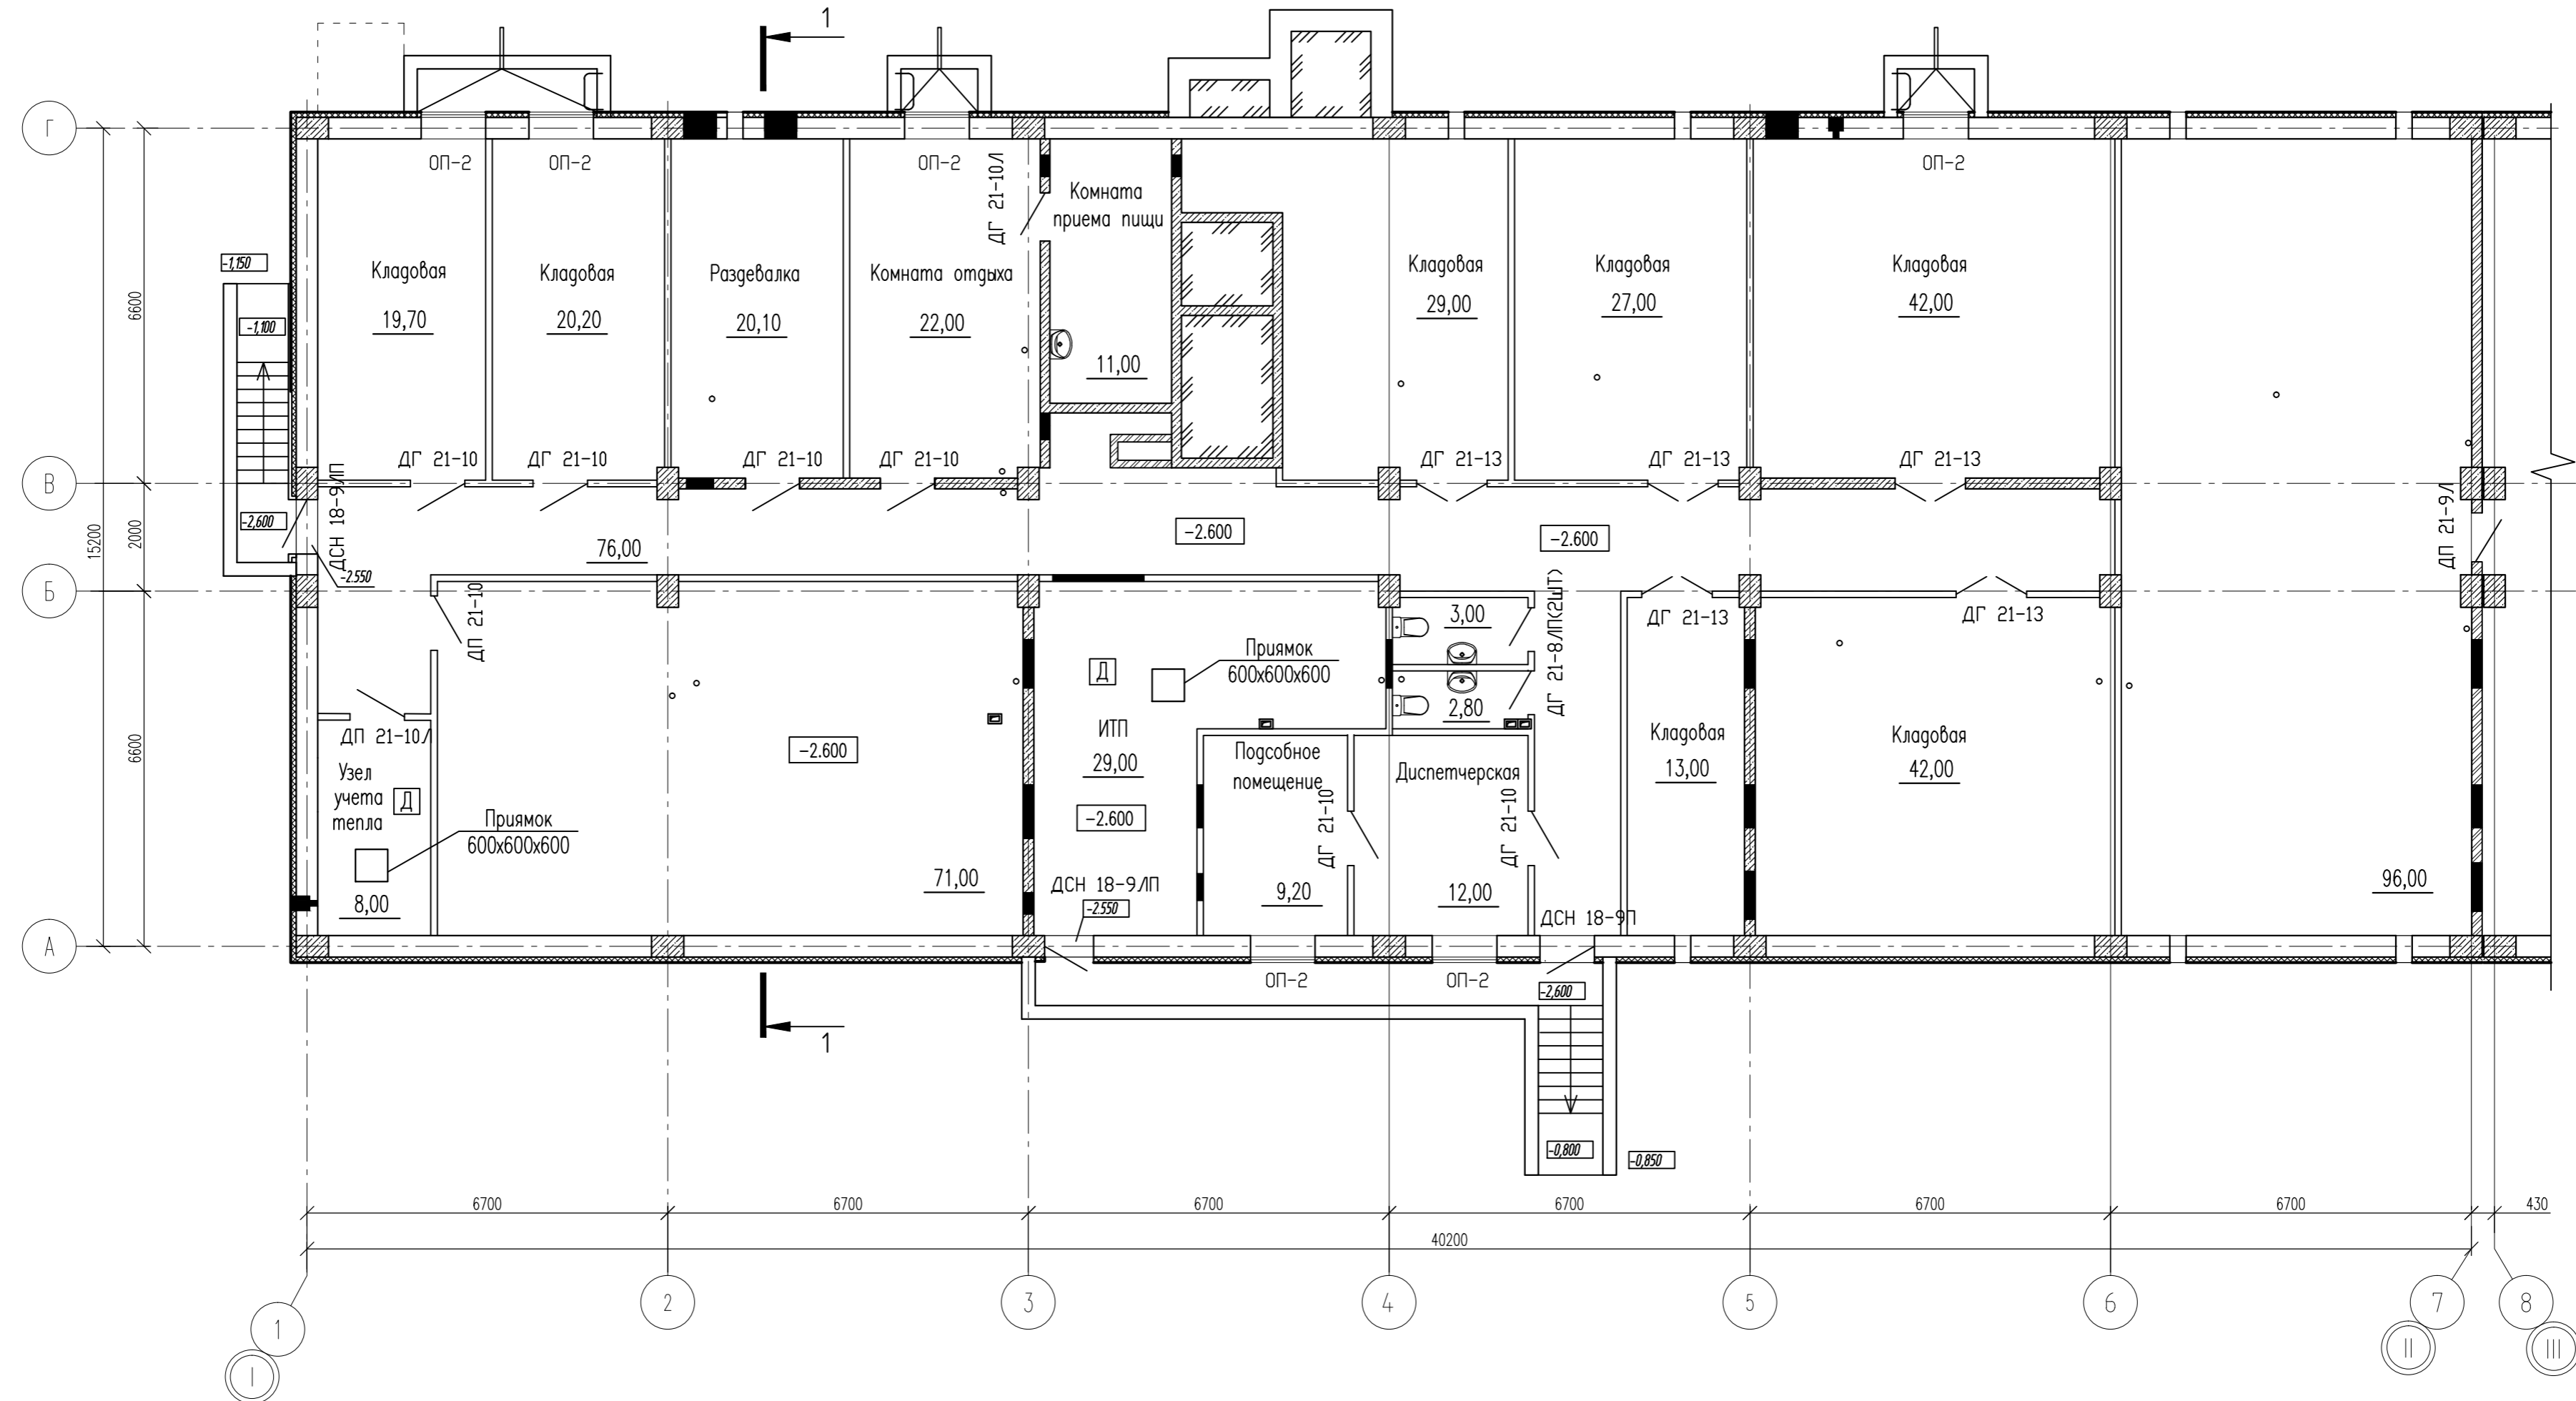 1
Г
ОП-2
ОП-2
ОП-2
ОП-2
ДГ 21-10Л
Комната
приема пищи
11,00
Кладовая
19,70
Кладовая
20,20
Раздевалка
20,10
Комната отдыха
22,00
Кладовая
29,00
Кладовая
27,00
Кладовая
42,00
-1,150
-1,100
6600
ДГ 21-10
ДГ 21-10
ДГ 21-10
ДГ 21-10
ДГ 21-13
ДГ 21-13
ДГ 21-13
В
-2,600
ДСН 18-9ЛП
-2.550
15200
2000
76,00
-2.600
-2.600
ДП 21-9Л
Б
ДП 21-10
3,00
2,80
ДГ 21-8ЛП(2ШТ)
ДГ 21-13
ДГ 21-13
Д
Приямок
600х600х600
6600
ДП 21-10Л
Узел
учета
тепла
Д
Приямок
600х600х600
8,00
-2.600
71,00
ИТП
29,00
-2.600
ДСН 18-9ЛП
-2.550
Подсобное
помещение
ДГ 21-10
9,20
Диспетчерская
ДГ 21-10
12,00
ДСН 18-9П
Кладовая
13,00
Кладовая
42,00
96,00
А
ОП-2
ОП-2
-2,600
1
-0,800
-0,850
6700
6700
6700
6700
6700
6700
430
40200
1
2
3
4
5
6
7
8
I
II
III